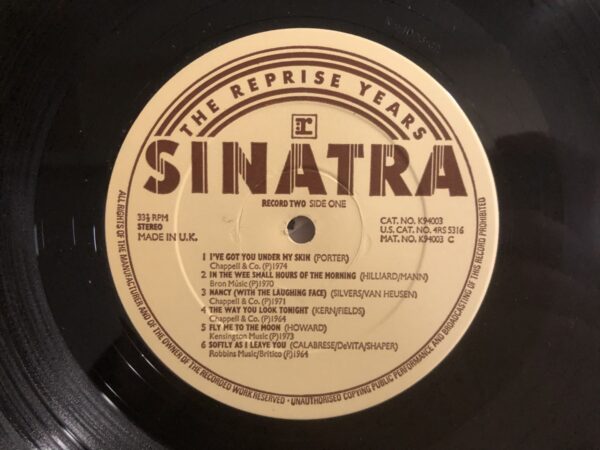 THE REPRISE YEARS
r
SINATRA
RECORD TWO SIDE ONE
33⅓ RPM
STEREO
MADE IN U.K.
CAT. NO. K94003
U.S. CAT. NO. 4RS 5316
MAT. NO. K94003 C
1 I'VE GOT YOU UNDER MY SKIN (PORTER)
Chappell & Co. (P)1974
2 IN THE WEE SMALL HOURS OF THE MORNING (HILLIARD/MANN)
Bron Music (P)1970
3 NANCY (WITH THE LAUGHING FACE) (SILVERS/VAN HEUSEN)
Chappell & Co. (P)1971
4 THE WAY YOU LOOK TONIGHT (KERN/FIELDS)
Chappell & Co. (P)1964
5 FLY ME TO THE MOON (HOWARD)
Kensington Music (P)1973
6 SOFTLY AS I LEAVE YOU (CALABRESE/DeVITA/SHAPER)
Robbins Music/Britico (P)1964
ALL RIGHTS OF THE MANUFACTURER AND OF THE OWNER OF THE RECORDED WORK RESERVED · UNAUTHORISED COPYING PUBLIC PERFORMANCE AND BROADCASTING OF THIS RECORD PROHIBITED